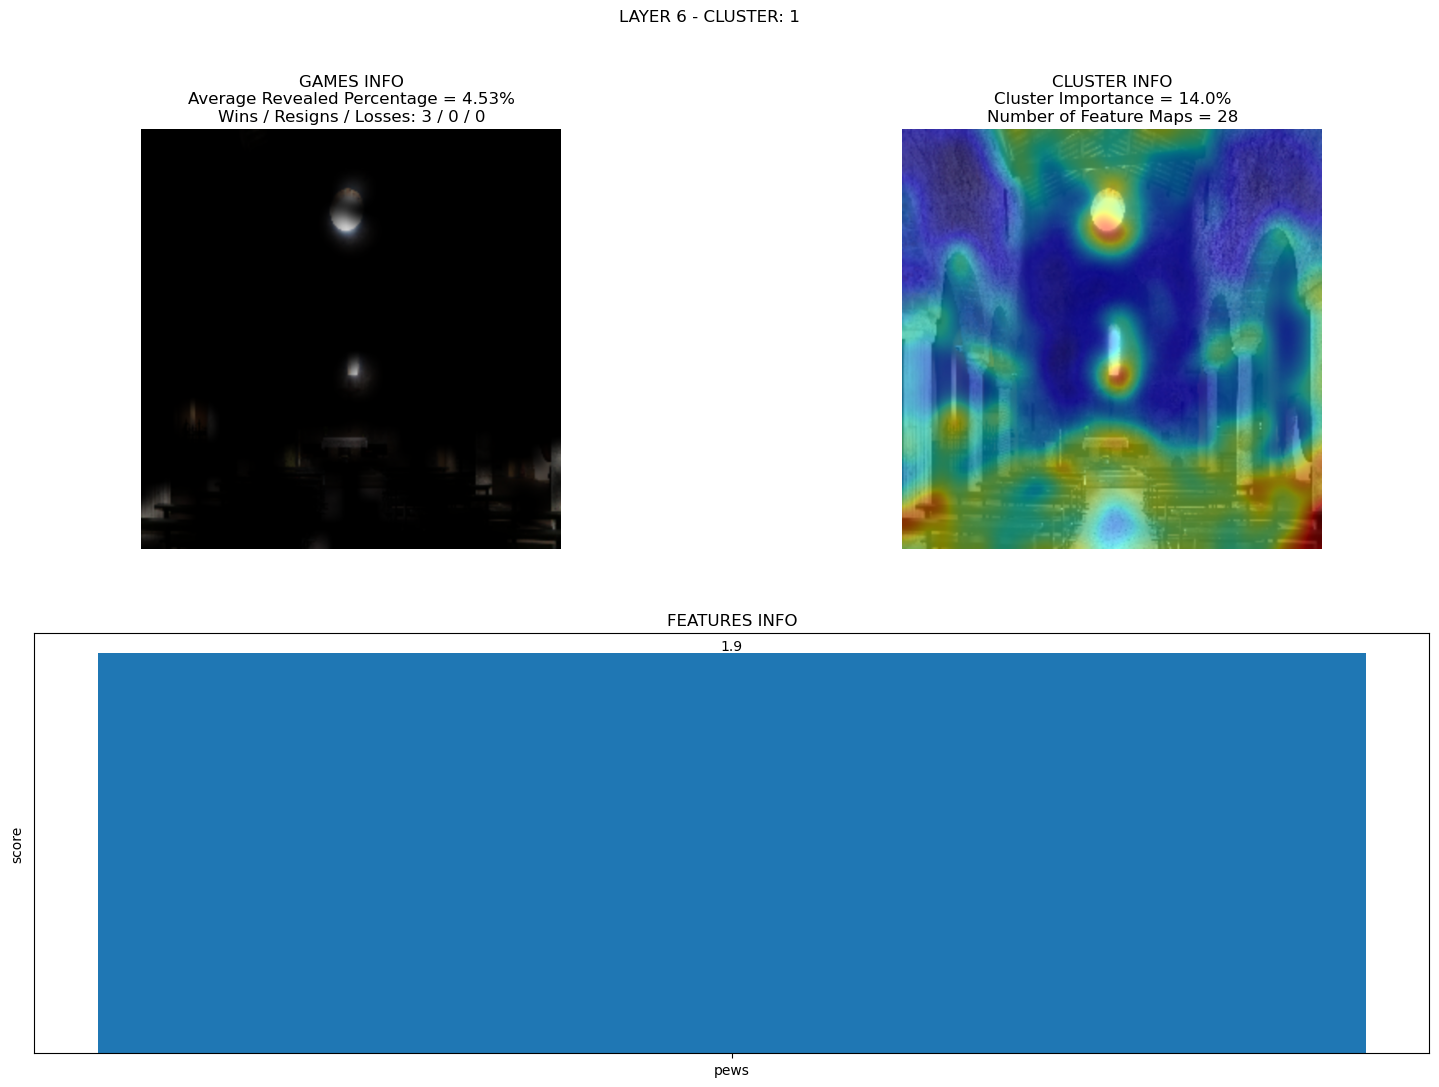 LAYER 6 - CLUSTER: 1
GAMES INFO
Average Revealed Percentage = 4.53%
Wins / Resigns / Losses: 3 / 0 / 0
CLUSTER INFO
Cluster Importance = 14.0%
Number of Feature Maps = 28
FEATURES INFO
1.9
score
pews